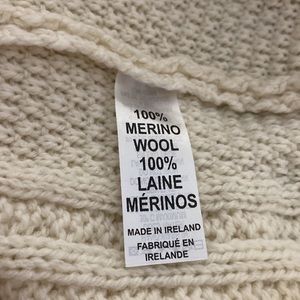 100%
MERINO
WOOL
100%
LAINE
MÉRINOS
MADE IN IRELAND
FABRIQUÉ EN
IRELANDE